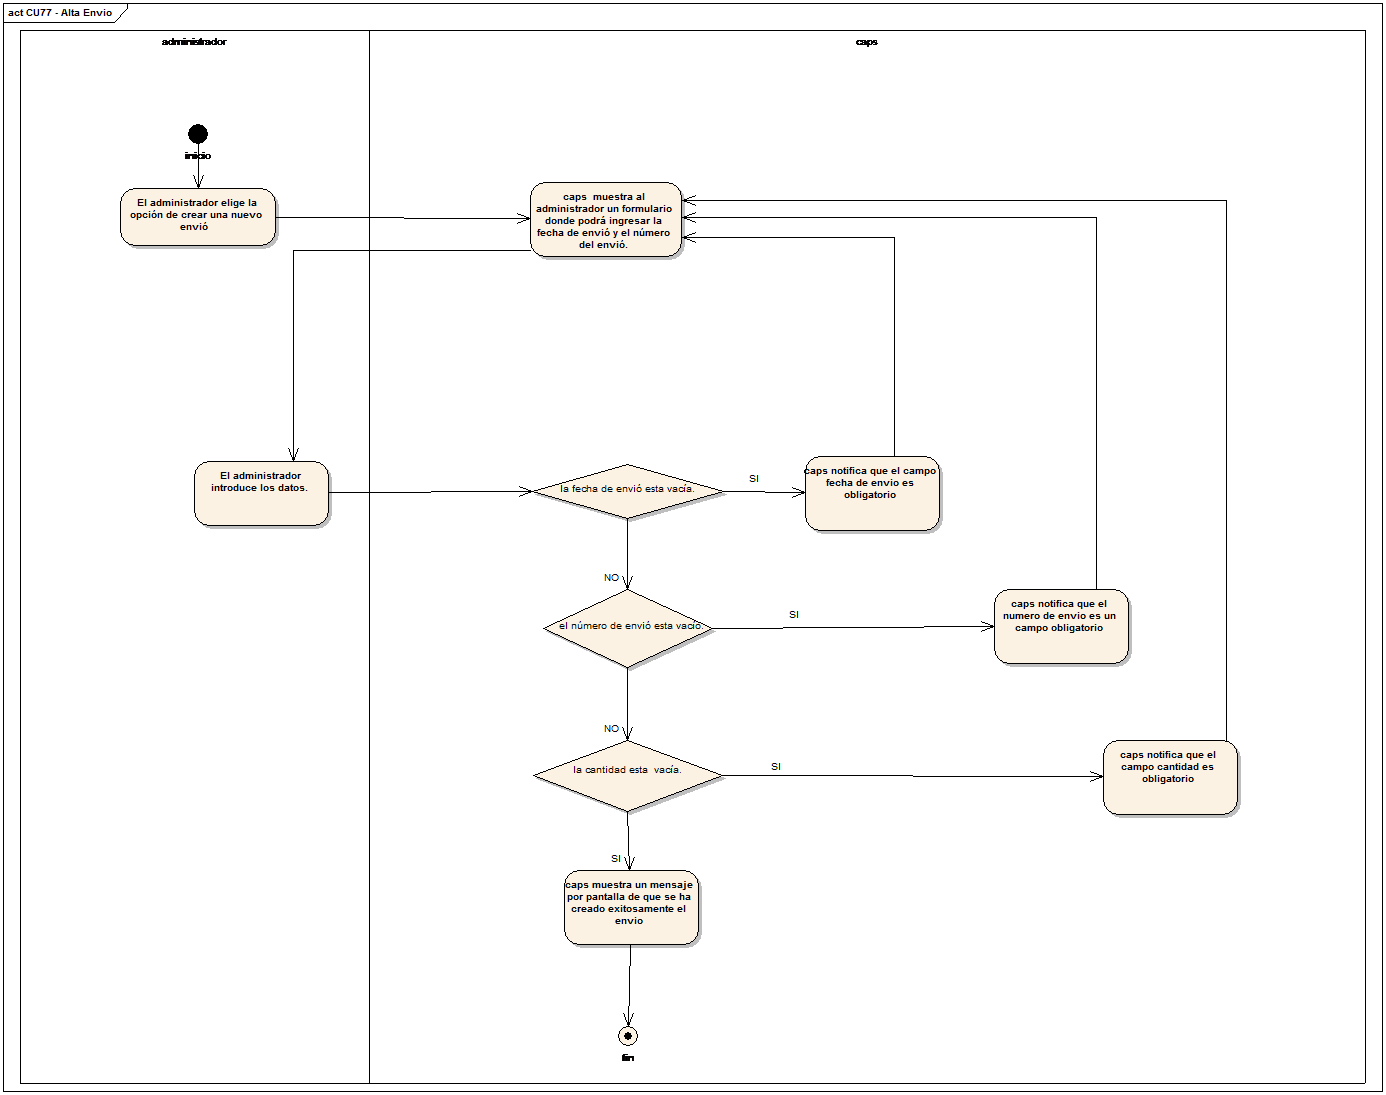 act CU77 - Alta Envio
administrador
caps
inicio
El administrador elige la
opción de crear una nuevo
envió
caps  muestra al
administrador un formulario
donde podrá ingresar la
fecha de envió y el número
del envió.
El administrador
introduce los datos.
la fecha de envió esta vacía.
SI
caps notifica que el campo
fecha de envio es
obligatorio
NO
el número de envió esta vació.
SI
caps notifica que el
numero de envio es un
campo obligatorio
NO
la cantidad esta  vacía.
SI
caps notifica que el
campo cantidad es
obligatorio
SI
caps muestra un mensaje
por pantalla de que se ha
creado exitosamente el
envio
fin